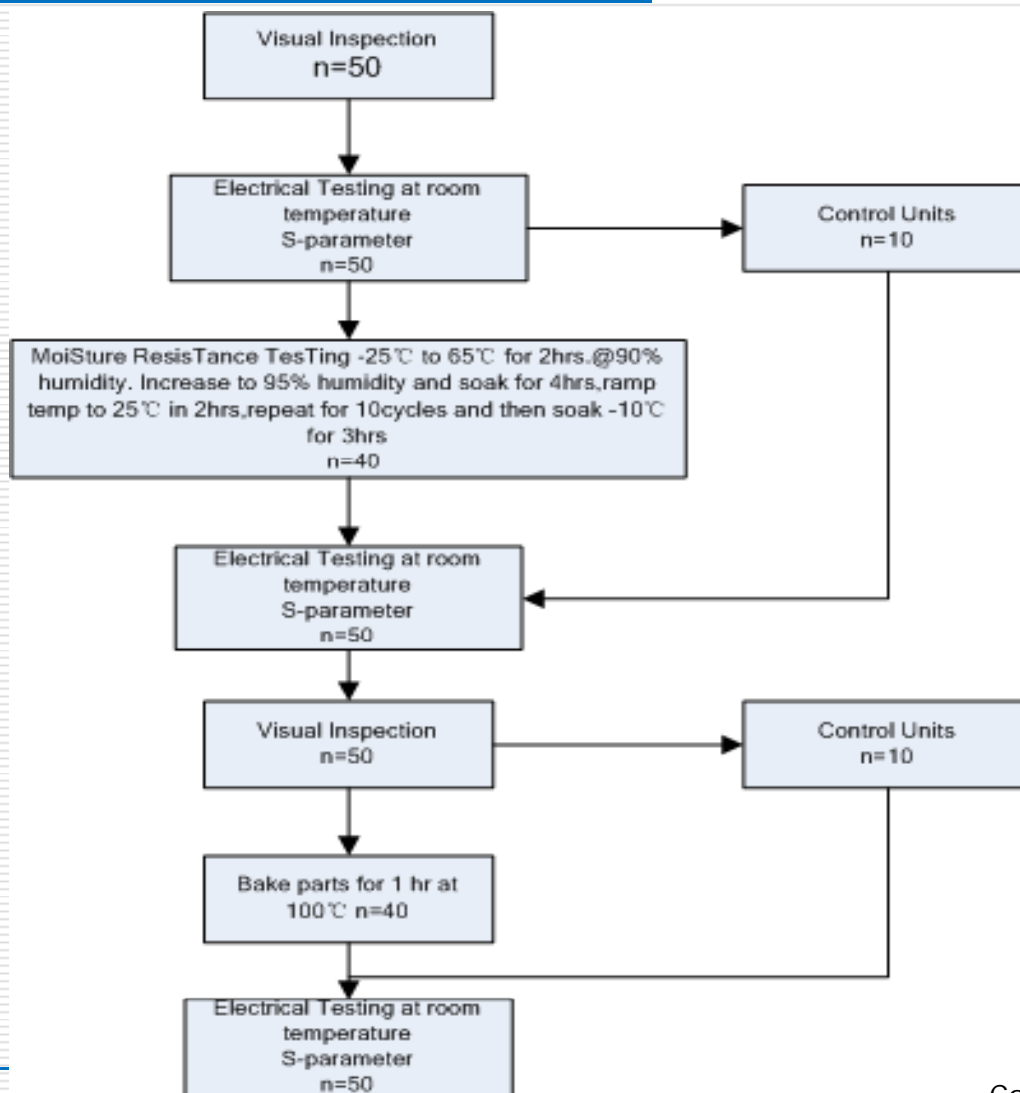 Visual Inspection
n=50
Electrical Testing at room
temperature
S-parameter
n=50
Control Units
n=10
MoiSture ResisTance TesTing -25℃ to 65℃ for 2hrs.@90%
humidity. Increase to 95% humidity and soak for 4hrs,ramp
temp to 25℃ in 2hrs,repeat for 10cycles and then soak -10℃
for 3hrs
n=40
Electrical Testing at room
temperature
S-parameter
n=50
Visual Inspection
n=50
Control Units
n=10
Bake parts for 1 hr at
100℃ n=40
Electrical Testing at room
temperature
S-parameter
n=50